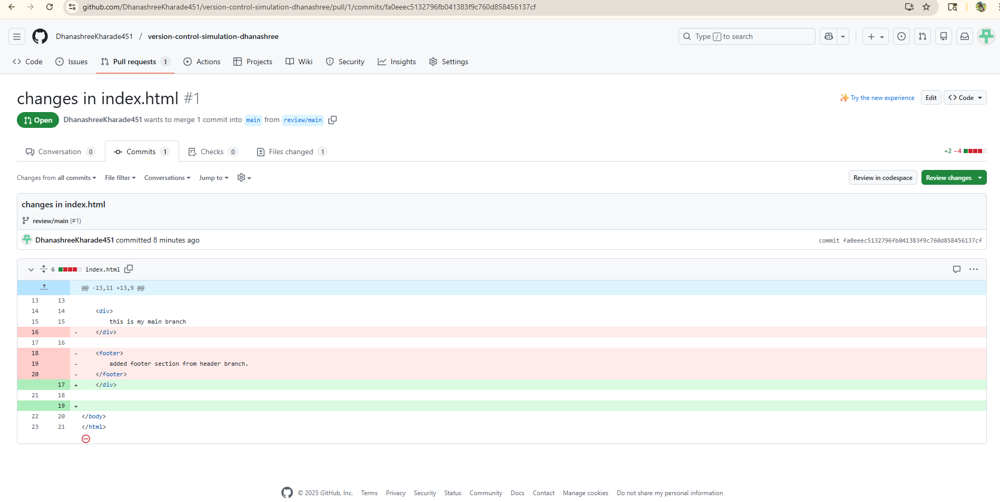 github.com/DhanashreeKharade451/version-control-simulation-dhanashree/pull/1/commits/fa0eeec5132796fb041383f9c760d858456137cf
DhanashreeKharade451 / version-control-simulation-dhanashree Type / to search
Code Issues Pull requests 1 Actions Projects Wiki Security Insights Settings
changes in index.html #1 Try the new experience Edit Code
Open DhanashreeKharade451 wants to merge 1 commit into main from review/main
Conversation 0 Commits 1 Checks 0 Files changed 1 +2 −4
Changes from all commits File filter Conversations Jump to Review in codespace Review changes
changes in index.html
review/main (#1)
DhanashreeKharade451 committed 8 minutes ago commit fa0eeec5132796fb041383f9c760d858456137cf
6 index.html
@@ -13,11 +13,9 @@
13 13
14 14 <div>
15 15 this is my main branch
16 - </div>
17 16
18 - <footer>
19 - added footer section from header branch.
20 - </footer>
17 + </div>
21 18
19 +
22 20 </body>
23 21 </html>
© 2025 GitHub, Inc. Terms Privacy Security Status Community Docs Contact Manage cookies Do not share my personal information